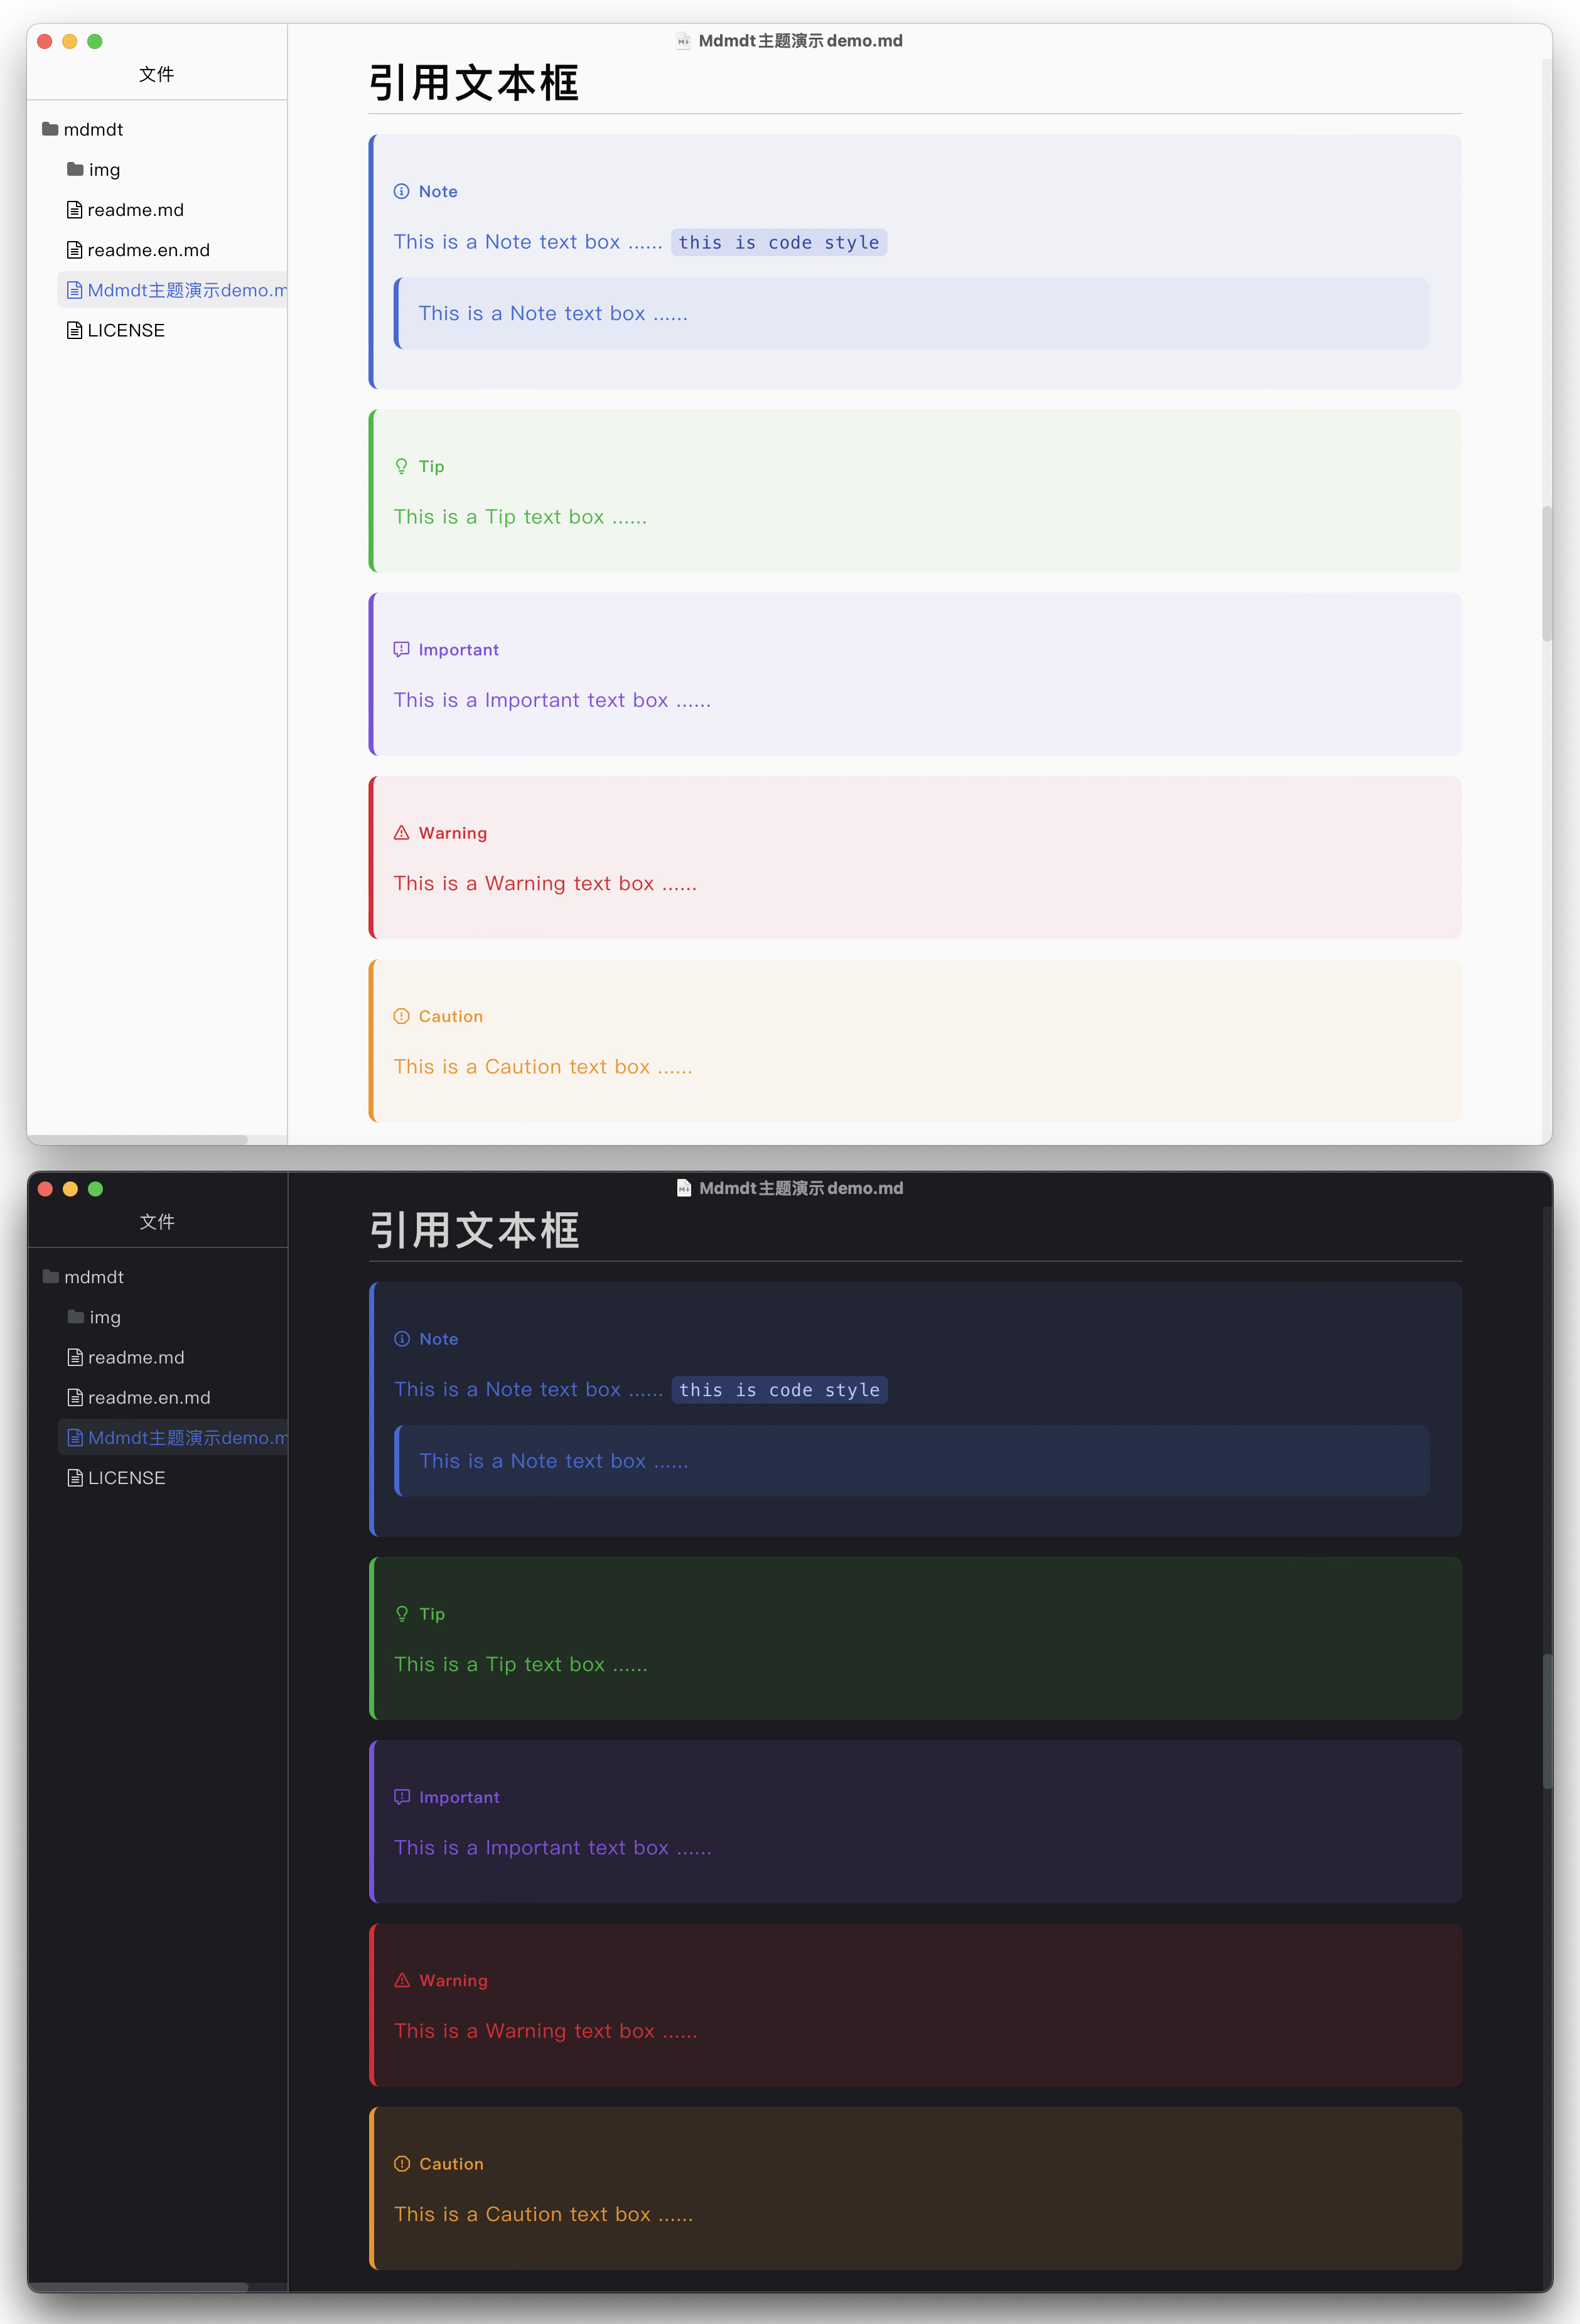 Mdmdt主题演示demo.md
文件
mdmdt
img
readme.md
readme.en.md
Mdmdt主题演示demo.m
LICENSE
引用文本框
Note
This is a Note text box ...... this is code style
This is a Note text box ......
Tip
This is a Tip text box ......
Important
This is a Important text box ......
Warning
This is a Warning text box ......
Caution
This is a Caution text box ......
Mdmdt主题演示demo.md
文件
mdmdt
img
readme.md
readme.en.md
Mdmdt主题演示demo.m
LICENSE
引用文本框
Note
This is a Note text box ...... this is code style
This is a Note text box ......
Tip
This is a Tip text box ......
Important
This is a Important text box ......
Warning
This is a Warning text box ......
Caution
This is a Caution text box ......